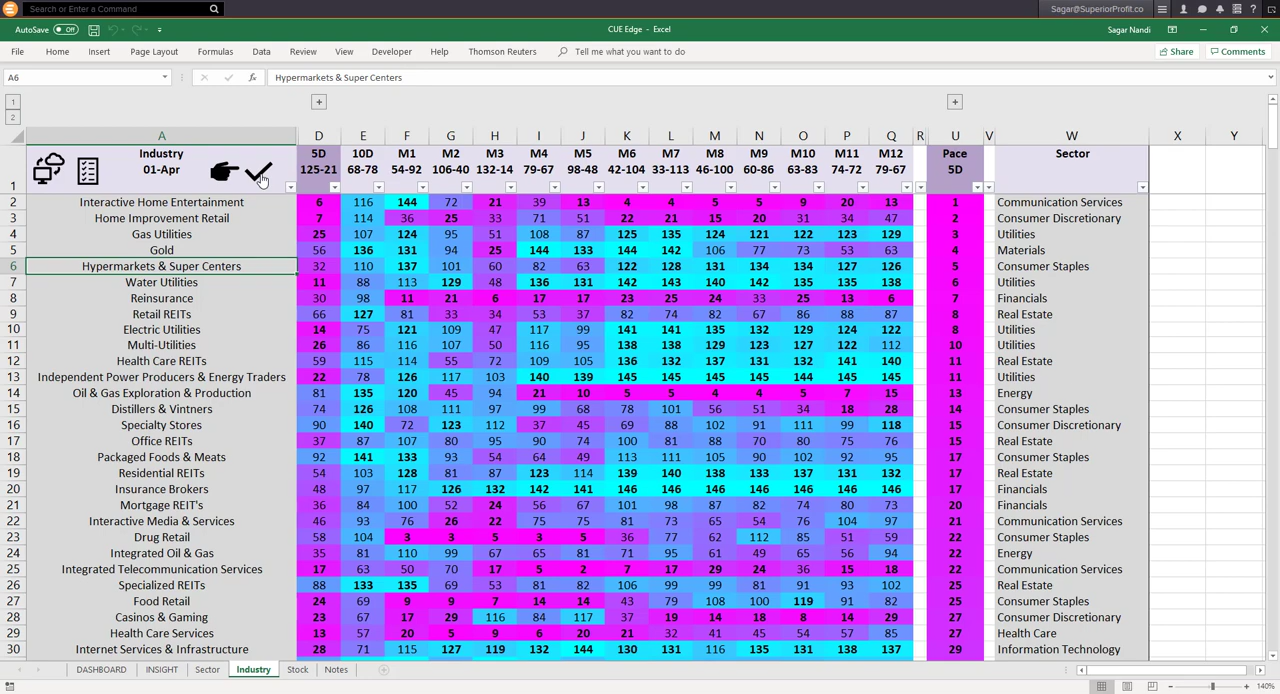 Search or Enter Command
Sagar@SuperiorProfit.co
AutoSave Off CUE Edge - Excel Sagar Nandi
File Home Insert Page Layout Formulas Data Review View Developer Help Thomson Reuters Tell me what you want to do Share Comments
A6 fx Hypermarkets & Super Centers
1
2
A D E F G H I J K L M N O P Q R U V W X Y Z
Industry 5D 10D M1 M2 M3 M4 M5 M6 M7 M8 M9 M10 M11 M12 Pace Sector
01-Apr 125-21 68-78 54-92 106-40 132-14 79-67 98-48 42-104 33-113 46-100 60-86 63-83 74-72 79-67 5D
1
2 Interactive Home Entertainment 6 116 144 72 21 39 13 4 4 5 5 9 20 13 1 Communication Services
3 Home Improvement Retail 7 114 36 25 33 71 51 22 21 15 20 31 34 47 2 Consumer Discretionary
4 Gas Utilities 25 107 124 95 51 108 87 125 135 124 121 122 123 129 3 Utilities
5 Gold 56 136 131 94 25 144 133 144 142 106 77 73 53 63 4 Materials
6 Hypermarkets & Super Centers 32 110 137 101 60 82 63 122 128 131 134 134 127 126 5 Consumer Staples
7 Water Utilities 11 88 113 129 48 136 131 142 143 140 142 135 135 138 6 Utilities
8 Reinsurance 30 98 11 21 6 17 17 23 25 24 33 25 13 6 7 Financials
9 Retail REITs 66 127 81 33 34 53 37 82 74 82 67 86 88 87 8 Real Estate
10 Electric Utilities 14 75 121 109 47 117 99 141 141 135 132 129 124 122 8 Utilities
11 Multi-Utilities 26 86 116 107 50 116 95 138 138 129 123 127 122 112 10 Utilities
12 Health Care REITs 59 115 114 55 72 109 105 136 132 137 131 132 141 140 11 Real Estate
13 Independent Power Producers & Energy Traders 22 78 126 117 103 140 139 145 145 145 145 144 145 145 11 Utilities
14 Oil & Gas Exploration & Production 81 135 120 45 94 21 10 5 5 4 4 5 7 15 13 Energy
15 Distillers & Vintners 74 126 108 111 97 99 68 78 101 56 51 34 18 28 14 Consumer Staples
16 Specialty Stores 90 140 72 123 112 37 45 69 88 102 91 111 99 118 15 Consumer Discretionary
17 Office REITs 37 87 107 80 95 90 74 100 81 88 70 80 75 76 15 Real Estate
18 Packaged Foods & Meats 92 141 133 93 54 64 49 113 111 105 90 102 92 95 17 Consumer Staples
19 Residential REITs 54 103 128 81 87 123 114 139 140 138 133 137 131 132 17 Real Estate
20 Insurance Brokers 48 97 117 126 132 142 141 146 146 146 146 146 146 146 17 Financials
21 Mortgage REIT's 36 84 100 52 24 56 67 101 98 87 82 74 80 73 20 Financials
22 Interactive Media & Services 46 93 76 26 22 75 75 81 73 65 54 76 104 97 21 Communication Services
23 Drug Retail 58 104 3 3 5 3 5 36 77 62 112 85 51 59 22 Consumer Staples
24 Integrated Oil & Gas 35 81 110 99 67 65 81 71 95 61 49 65 56 94 22 Energy
25 Integrated Telecommunication Services 17 63 50 70 17 5 2 7 17 29 24 36 15 18 22 Communication Services
26 Specialized REITs 88 133 135 69 53 81 82 106 99 99 81 91 93 102 25 Real Estate
27 Food Retail 24 69 9 9 7 14 14 43 79 108 100 119 91 82 25 Consumer Staples
28 Casinos & Gaming 23 67 17 29 116 84 117 37 19 14 18 8 14 29 27 Consumer Discretionary
29 Health Care Services 13 57 20 5 9 6 20 21 32 41 45 54 57 85 27 Health Care
30 Internet Services & Infrastructure 28 71 115 127 119 132 144 130 131 116 135 131 138 137 29 Information Technology
DASHBOARD INSIGHT Sector Industry Stock Notes
140%